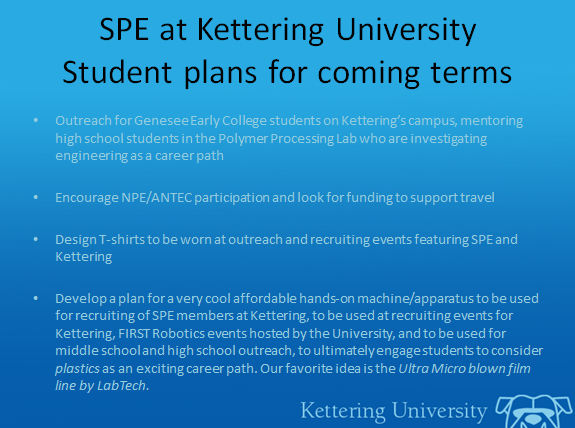 SPE at Kettering University
Student plans for coming terms
• Outreach for Genesee Early College students on Kettering's campus, mentoring
high school students in the Polymer Processing Lab who are investigating
engineering as a career path
• Encourage NPE/ANTEC participation and look for funding to support travel
• Design T-shirts to be worn at outreach and recruiting events featuring SPE and
Kettering
• Develop a plan for a very cool affordable hands-on machine/apparatus to be used
for recruiting of SPE members at Kettering, to be used at recruiting events for
Kettering, FIRST Robotics events hosted by the University, and to be used for
middle school and high school outreach, to ultimately engage students to consider
plastics as an exciting career path. Our favorite idea is the Ultra Micro blown film
line by LabTech.
Kettering University